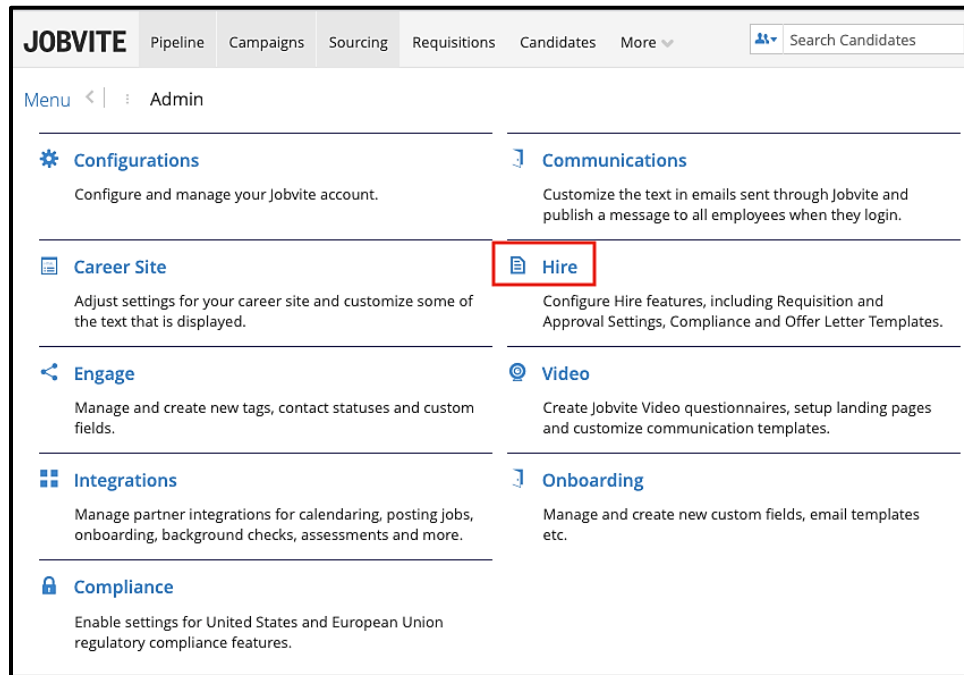 JOBVITE Pipeline Campaigns Sourcing Requisitions Candidates More Search Candidates
Menu Admin
Configurations
Configure and manage your Jobvite account.
Communications
Customize the text in emails sent through Jobvite and
publish a message to all employees when they login.
Career Site
Adjust settings for your career site and customize some of
the text that is displayed.
Hire
Configure Hire features, including Requisition and
Approval Settings, Compliance and Offer Letter Templates.
Engage
Manage and create new tags, contact statuses and custom
fields.
Video
Create Jobvite Video questionnaires, setup landing pages
and customize communication templates.
Integrations
Manage partner integrations for calendaring, posting jobs,
onboarding, background checks, assessments and more.
Onboarding
Manage and create new custom fields, email templates
etc.
Compliance
Enable settings for United States and European Union
regulatory compliance features.